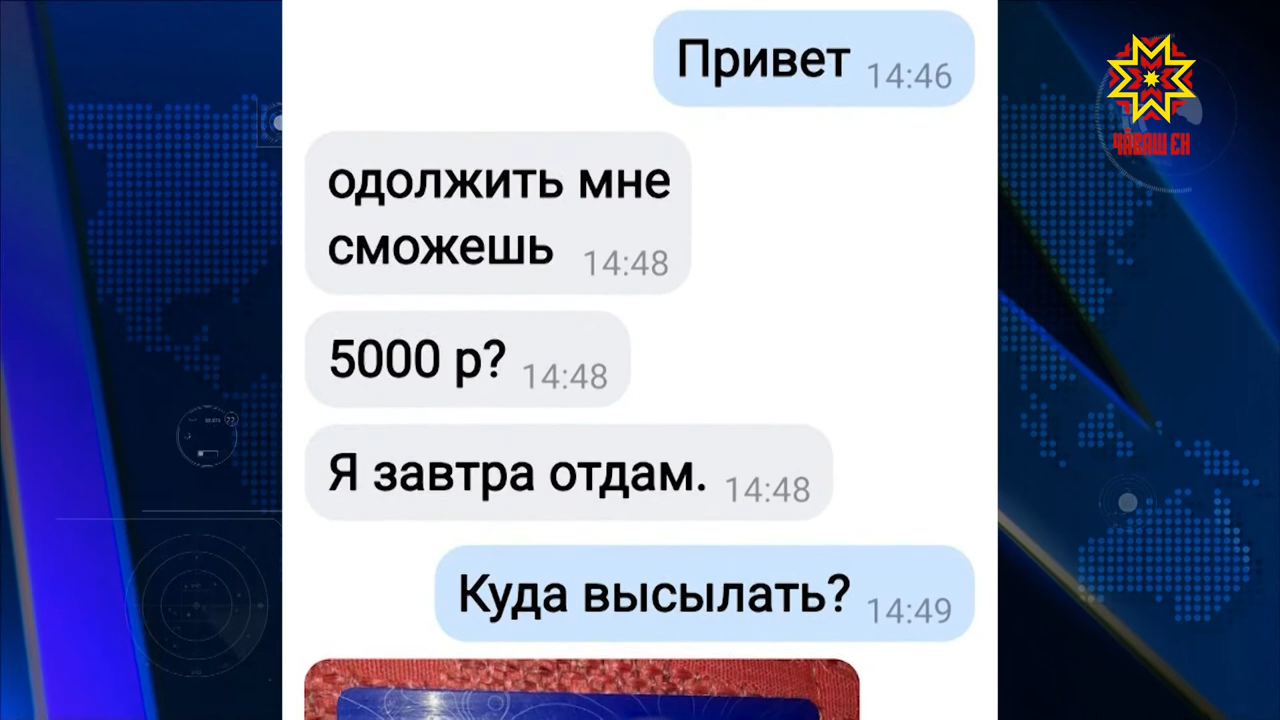 Привет 14:46
одолжить мне
сможешь 14:48
5000 р? 14:48
Я завтра отдам. 14:48
Куда высылать? 14:49
ЧӐВАШ ЕН